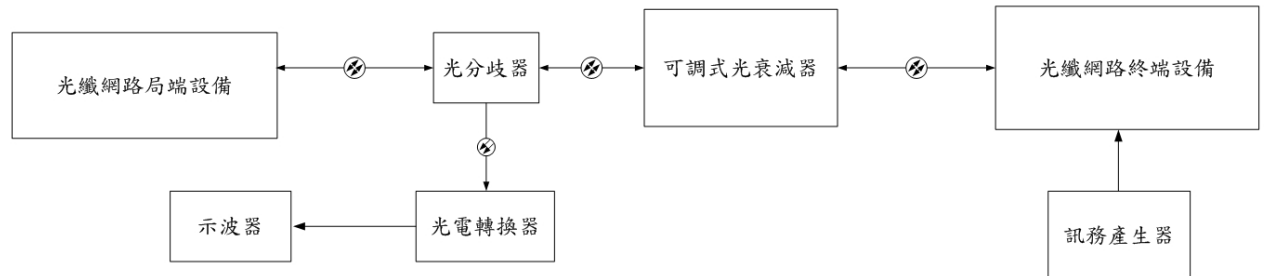 光纖網路局端設備
光分歧器
可調式光衰減器
光纖網路終端設備
示波器
光電轉換器
訊務產生器